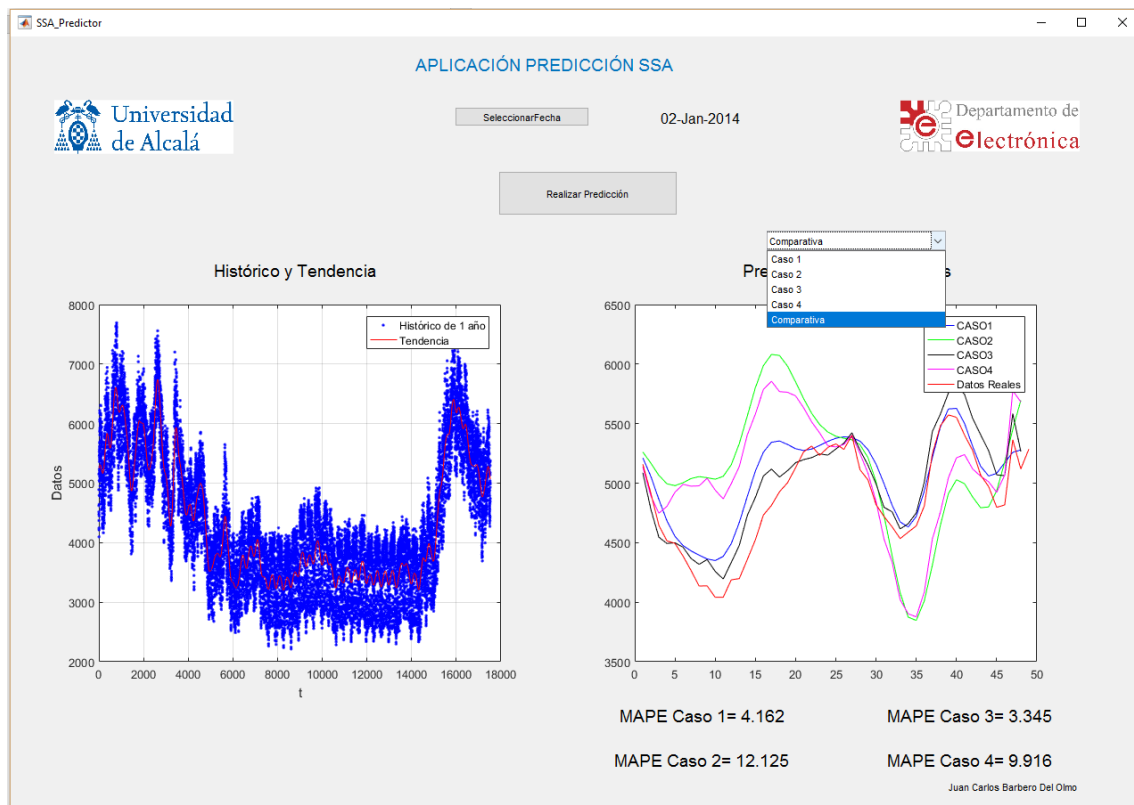 SSA_Predictor
APLICACIÓN PREDICCIÓN SSA
Universidad
de Alcalá
SeleccionarFecha
02-Jan-2014
Departamento de
electrónica
Realizar Predicción
Comparativa
Caso 1
Caso 2
Caso 3
Caso 4
Comparativa
Histórico y Tendencia
8000
7000
6000
5000
4000
3000
2000
Datos
Histórico de 1 año
Tendencia
0
2000
4000
6000
8000
10000
12000
14000
16000
18000
t
6500
6000
5500
5000
4500
4000
3500
CASO1
CASO2
CASO3
CASO4
Datos Reales
0
5
10
15
20
25
30
35
40
45
50
MAPE Caso 1= 4.162
MAPE Caso 3= 3.345
MAPE Caso 2= 12.125
MAPE Caso 4= 9.916
Juan Carlos Barbero Del Olmo